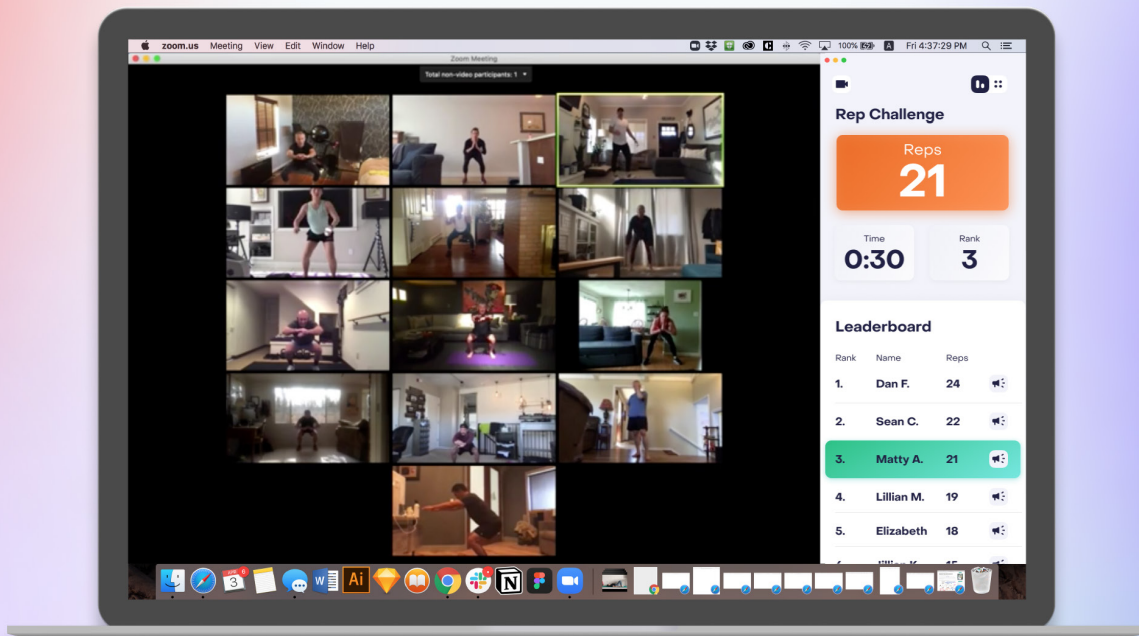 zoom.us Meeting View Edit Window Help
100% Fri 4:37:29 PM
Zoom Meeting
Total non-video participants: 1
Rep Challenge
Reps
21
Time Rank
0:30 3
Leaderboard
Rank Name Reps
1. Dan F. 24
2. Sean C. 22
3. Matty A. 21
4. Lillian M. 19
5. Elizabeth 18
3
W
Ai
N